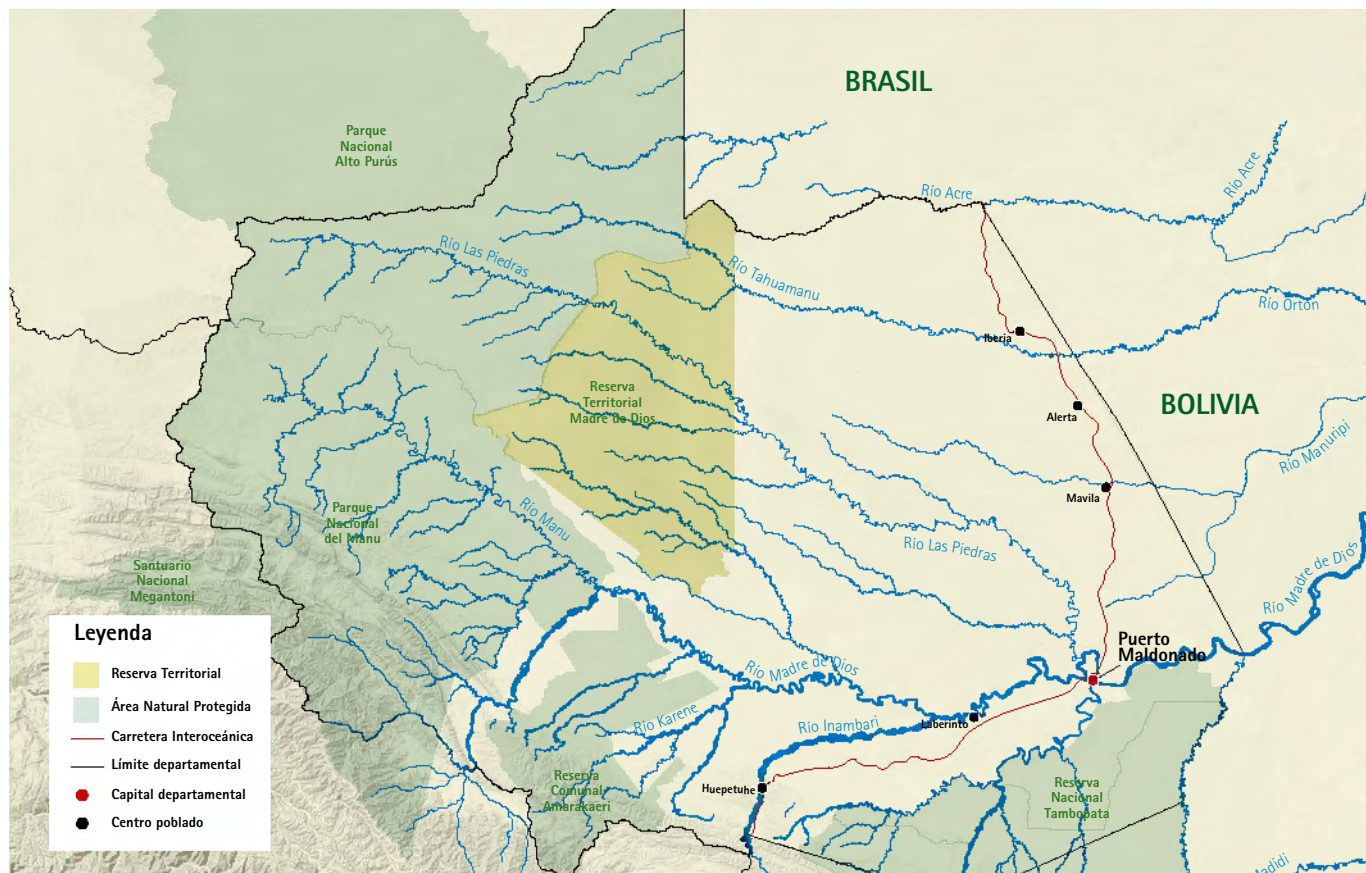 BRASIL
Parque
Nacional
Alto Purús
Río Acre
Río Acre
Río Las Piedras
Río Tahuamanu
Río Orton
Iberia
Reserva
Territorial
Madre de Dios
Alerta
BOLIVIA
Río Manuripi
Mavila
Río Manu
Parque
Nacional
del Manu
Río Las Piedras
Santuario
Nacional
Megantoni
Río Madre de Dios
Puerto
Maldonado
Río Madre de Dios
Río Karene
Río Inambari
Laberinto
Huepetuhe
Reserva
Comunal
Amarakaeri
Reserva
Nacional
Tambopata
Madidi
Leyenda
Reserva Territorial
Área Natural Protegida
Carretera Interoceánica
Límite departamental
Capital departamental
Centro poblado